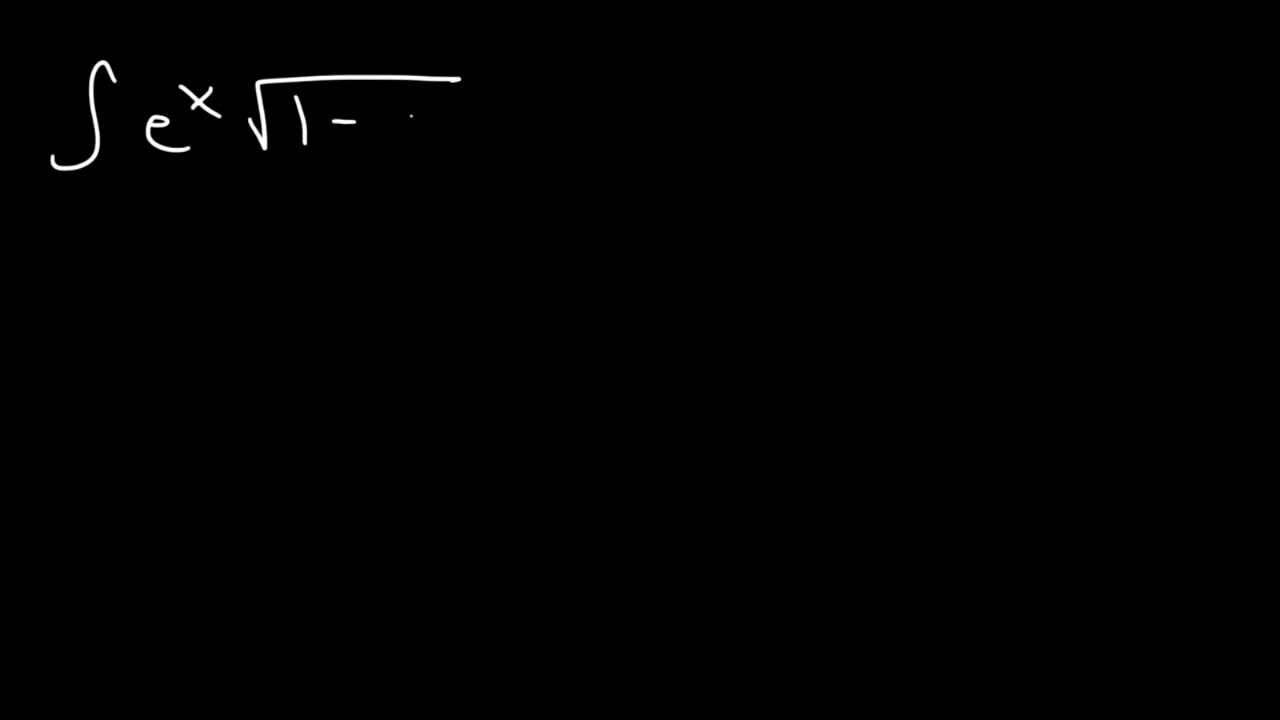 ∫ e^x √(1 -